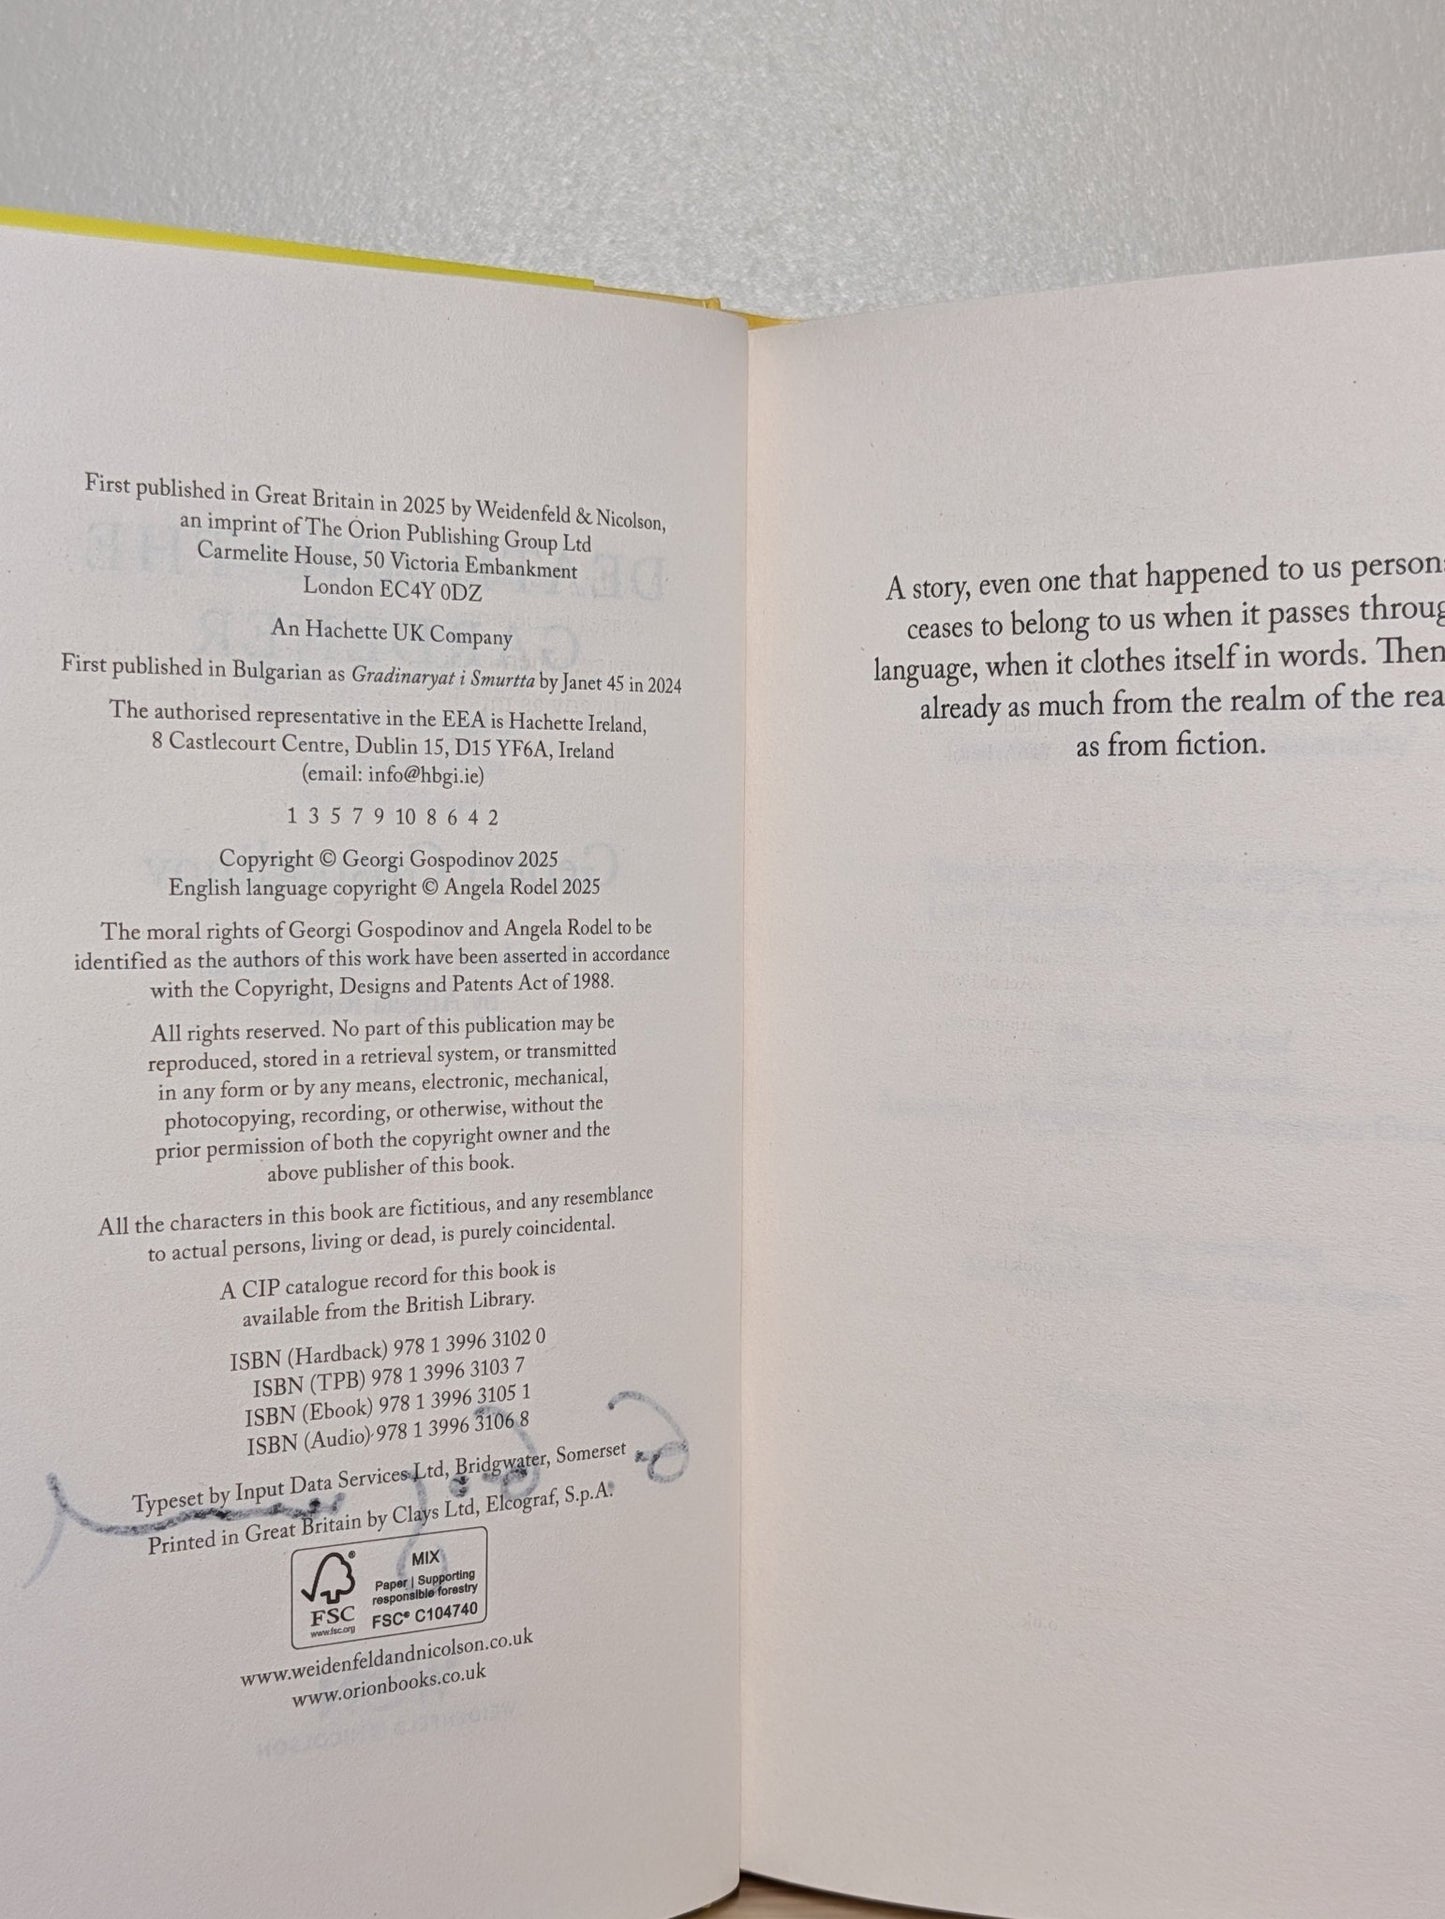 First published in Great Britain in 2025 by Weidenfeld & Nicolson,
an imprint of The Orion Publishing Group Ltd
Carmelite House, 50 Victoria Embankment
London EC4Y 0DZ
An Hachette UK Company
First published in Bulgarian as Gradinaryat i Smurtta by Janet 45 in 2024
The authorised representative in the EEA is Hachette Ireland,
8 Castlecourt Centre, Dublin 15, D15 YF6A, Ireland
(email: info@hbgi.ie)
1 3 5 7 9 10 8 6 4 2
Copyright © Georgi Gospodinov 2025
English language copyright © Angela Rodel 2025
The moral rights of Georgi Gospodinov and Angela Rodel to be
identified as the authors of this work have been asserted in accordance
with the Copyright, Designs and Patents Act of 1988.
All rights reserved. No part of this publication may be
reproduced, stored in a retrieval system, or transmitted
in any form or by any means, electronic, mechanical,
photocopying, recording, or otherwise, without the
prior permission of both the copyright owner and the
above publisher of this book.
All the characters in this book are fictitious, and any resemblance
to actual persons, living or dead, is purely coincidental.
A CIP catalogue record for this book is
available from the British Library.
ISBN (Hardback) 978 1 3996 3102 0
ISBN (TPB) 978 1 3996 3103 7
ISBN (Ebook) 978 1 3996 3105 1
ISBN (Audio) 978 1 3996 3106 8
Typeset by Input Data Services Ltd, Bridgwater, Somerset
Printed in Great Britain by Clays Ltd, Elcograf, S.p.A.
FSC
www.fsc.org
MIX
Paper | Supporting
responsible forestry
FSC® C104740
www.weidenfeldandnicolson.co.uk
www.orionbooks.co.uk
A story, even one that happened to us person
ceases to belong to us when it passes throug
language, when it clothes itself in words. Then
already as much from the realm of the rea
as from fiction.